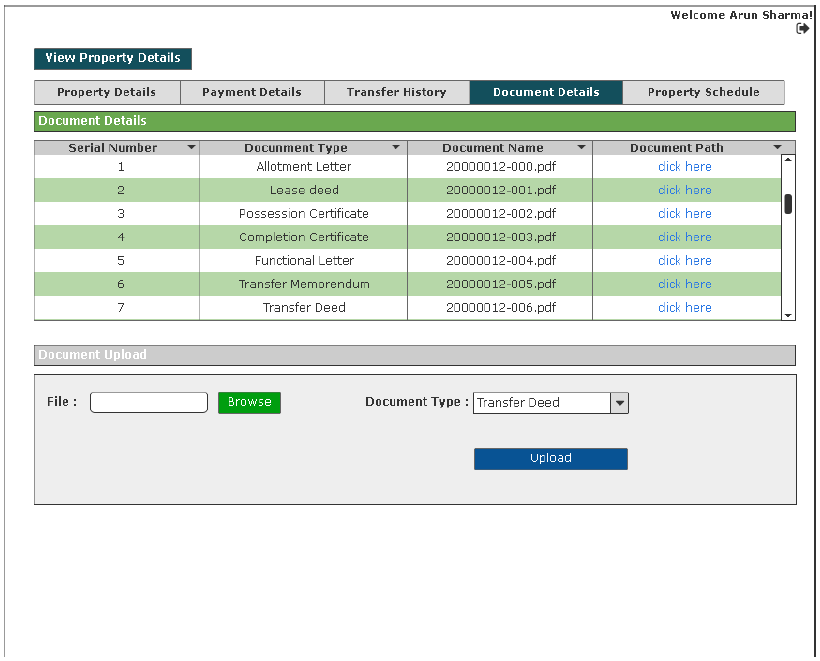 Welcome Arun Sharma!
View Property Details
Property Details Payment Details Transfer History Document Details Property Schedule
Document Details
Serial Number Docunment Type Document Name Document Path
1 Allotment Letter 20000012-000.pdf click here
2 Lease deed 20000012-001.pdf click here
3 Possession Certificate 20000012-002.pdf click here
4 Completion Certificate 20000012-003.pdf click here
5 Functional Letter 20000012-004.pdf click here
6 Transfer Memorendum 20000012-005.pdf click here
7 Transfer Deed 20000012-006.pdf click here
Document Upload
File : Browse Document Type : Transfer Deed
Upload